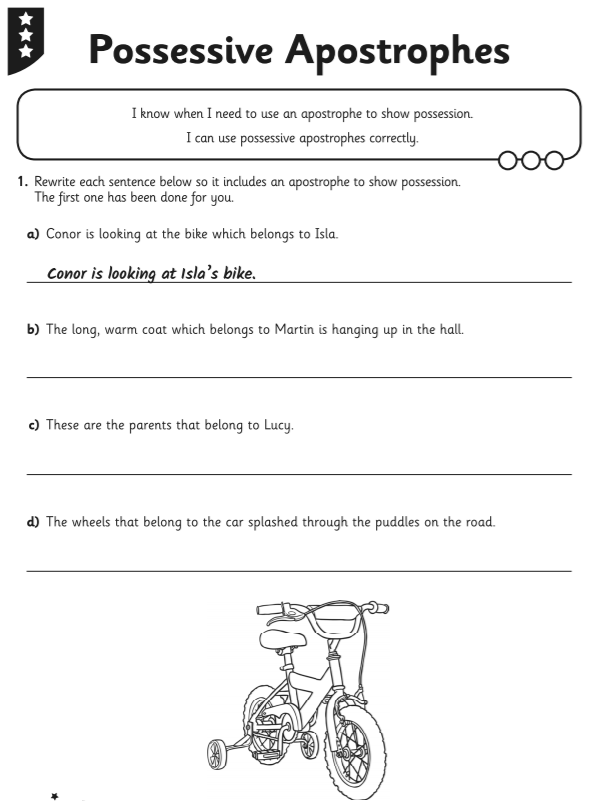 Possessive Apostrophes
I know when I need to use an apostrophe to show possession.
I can use possessive apostrophes correctly.
1. Rewrite each sentence below so it includes an apostrophe to show possession.
The first one has been done for you.
a) Conor is looking at the bike which belongs to Isla.
Conor is looking at Isla's bike.
b) The long, warm coat which belongs to Martin is hanging up in the hall.
c) These are the parents that belong to Lucy.
d) The wheels that belong to the car splashed through the puddles on the road.